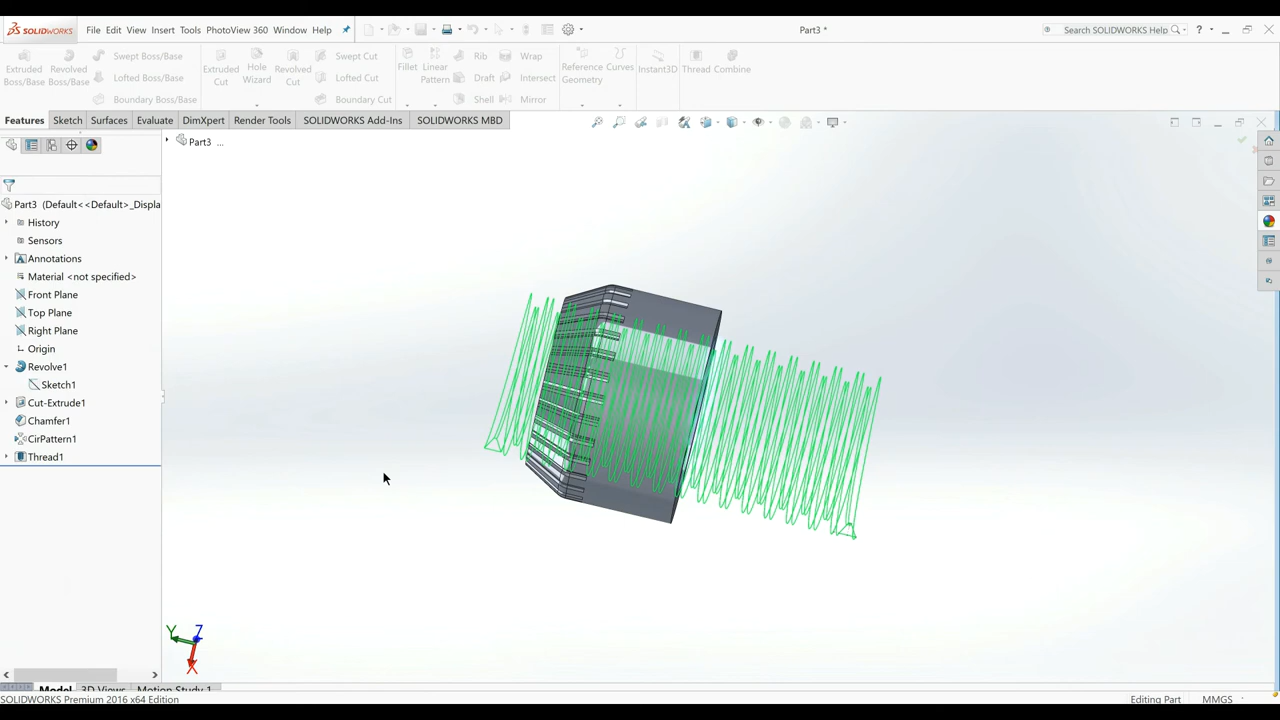 SOLIDWORKS File Edit View Insert Tools PhotoView 360 Window Help Part3 * Search SOLIDWORKS Help ?
Extruded Boss/Base
Revolved Boss/Base
Swept Boss/Base
Lofted Boss/Base
Boundary Boss/Base
Extruded Cut
Hole Wizard
Revolved Cut
Swept Cut
Lofted Cut
Boundary Cut
Fillet
Linear Pattern
Rib
Draft
Shell
Wrap
Intersect
Mirror
Reference Geometry
Curves
Instant3D
Thread
Combine
Features Sketch Surfaces Evaluate DimXpert Render Tools SOLIDWORKS Add-Ins SOLIDWORKS MBD
Part3 ...
Part3 (Default<<Default>_Displa
History
Sensors
Annotations
Material <not specified>
Front Plane
Top Plane
Right Plane
Origin
Revolve1
Sketch1
Cut-Extrude1
Chamfer1
CirPattern1
Thread1
Y Z
X
Model 3D Views Motion Study 1
SOLIDWORKS Premium 2016 x64 Edition Editing Part MMGS